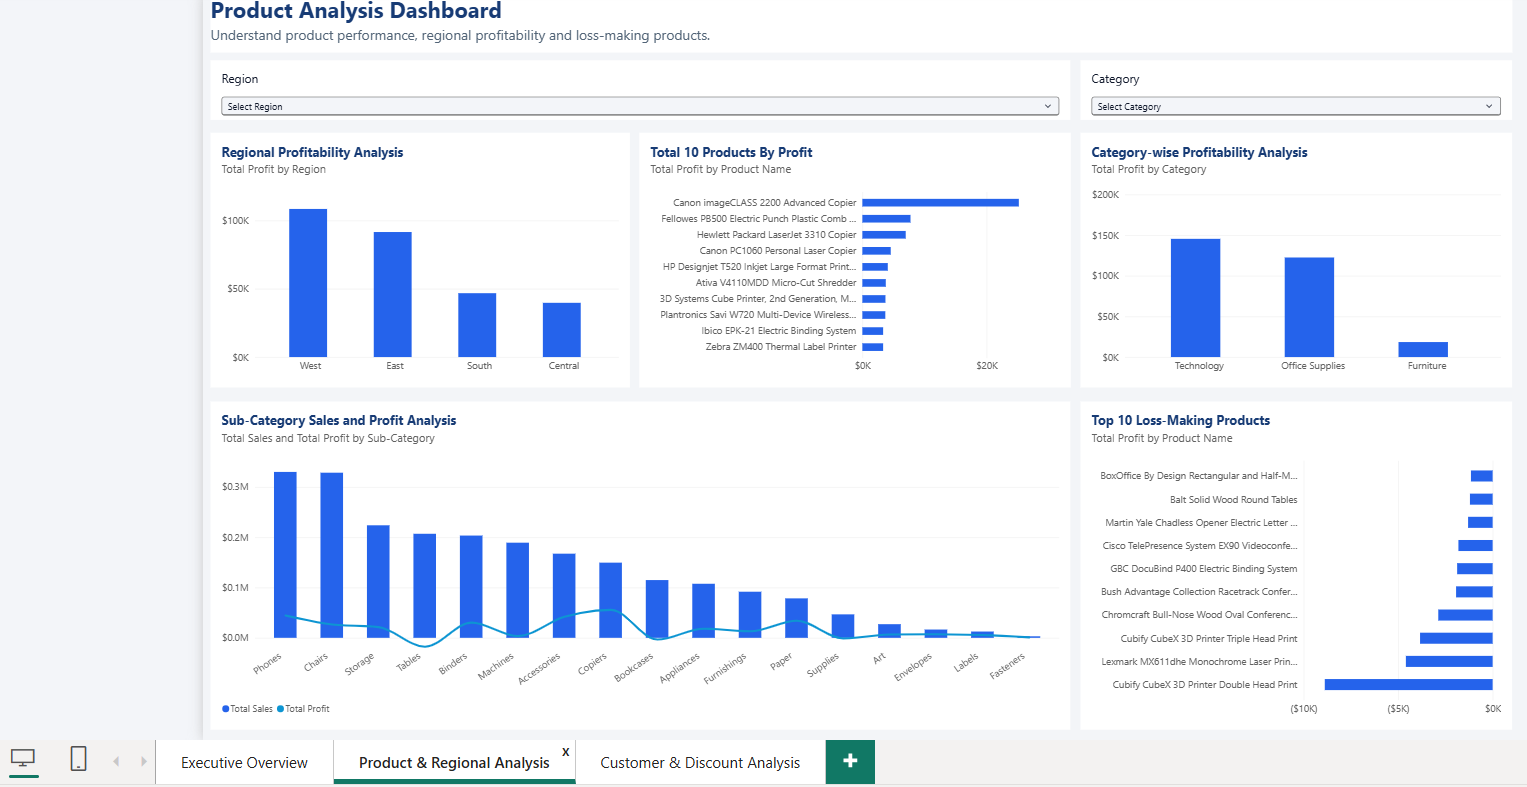 Product Analysis Dashboard
Understand product performance, regional profitability and loss-making products.
Region
Select Region
Category
Select Category
Regional Profitability Analysis
Total Profit by Region
$100K
$50K
$0K
West East South Central
Total 10 Products By Profit
Total Profit by Product Name
Canon imageCLASS 2200 Advanced Copier
Fellowes PB500 Electric Punch Plastic Comb ...
Hewlett Packard LaserJet 3310 Copier
Canon PC1060 Personal Laser Copier
HP Designjet T520 Inkjet Large Format Print...
Ativa V4110MDD Micro-Cut Shredder
3D Systems Cube Printer, 2nd Generation, M...
Plantronics Savi W720 Multi-Device Wireless...
Ibico EPK-21 Electric Binding System
Zebra ZM400 Thermal Label Printer
$0K $20K
Category-wise Profitability Analysis
Total Profit by Category
$200K
$150K
$100K
$50K
$0K
Technology Office Supplies Furniture
Sub-Category Sales and Profit Analysis
Total Sales and Total Profit by Sub-Category
$0.3M
$0.2M
$0.1M
$0.0M
Phones Chairs Storage Tables Binders Machines Accessories Copiers Bookcases Appliances Furnishings Paper Supplies Art Envelopes Labels Fasteners
Total Sales Total Profit
Top 10 Loss-Making Products
Total Profit by Product Name
BoxOffice By Design Rectangular and Half-M...
Balt Solid Wood Round Tables
Martin Yale Chadless Opener Electric Letter ...
Cisco TelePresence System EX90 Videoconfe...
GBC DocuBind P400 Electric Binding System
Bush Advantage Collection Racetrack Confer...
Chromcraft Bull-Nose Wood Oval Conferenc...
Cubify CubeX 3D Printer Triple Head Print
Lexmark MX611dhe Monochrome Laser Prin...
Cubify CubeX 3D Printer Double Head Print
($10K) ($5K) $0K
Executive Overview
Product & Regional Analysis
x
Customer & Discount Analysis